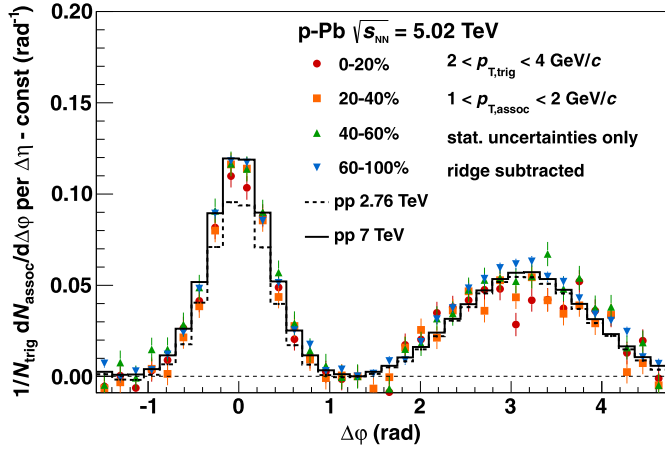 p-Pb √sNN = 5.02 TeV
0-20%
20-40%
40-60%
60-100%
pp 2.76 TeV
pp 7 TeV
2 < pT,trig < 4 GeV/c
1 < pT,assoc < 2 GeV/c
stat. uncertainties only
ridge subtracted
1/Ntrig dNassoc/dΔφ per Δη - const (rad-1)
0.20
0.15
0.10
0.05
0.00
-1 0 1 2 3 4
Δφ (rad)